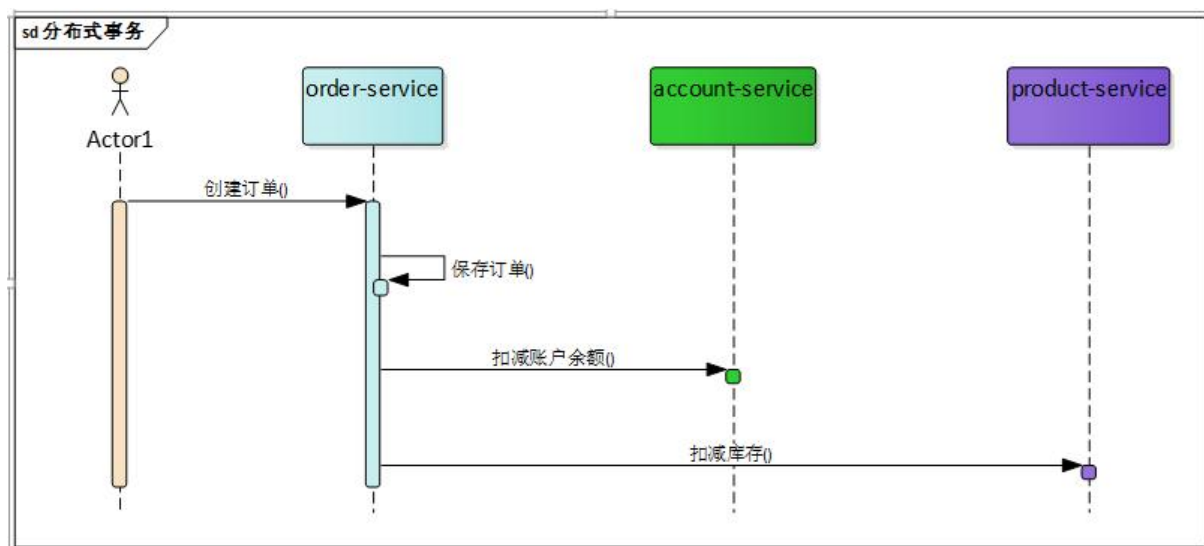 sd 分布式事务
order-service
account-service
product-service
Actor1
创建订单()
保存订单()
扣减账户余额()
扣减库存()